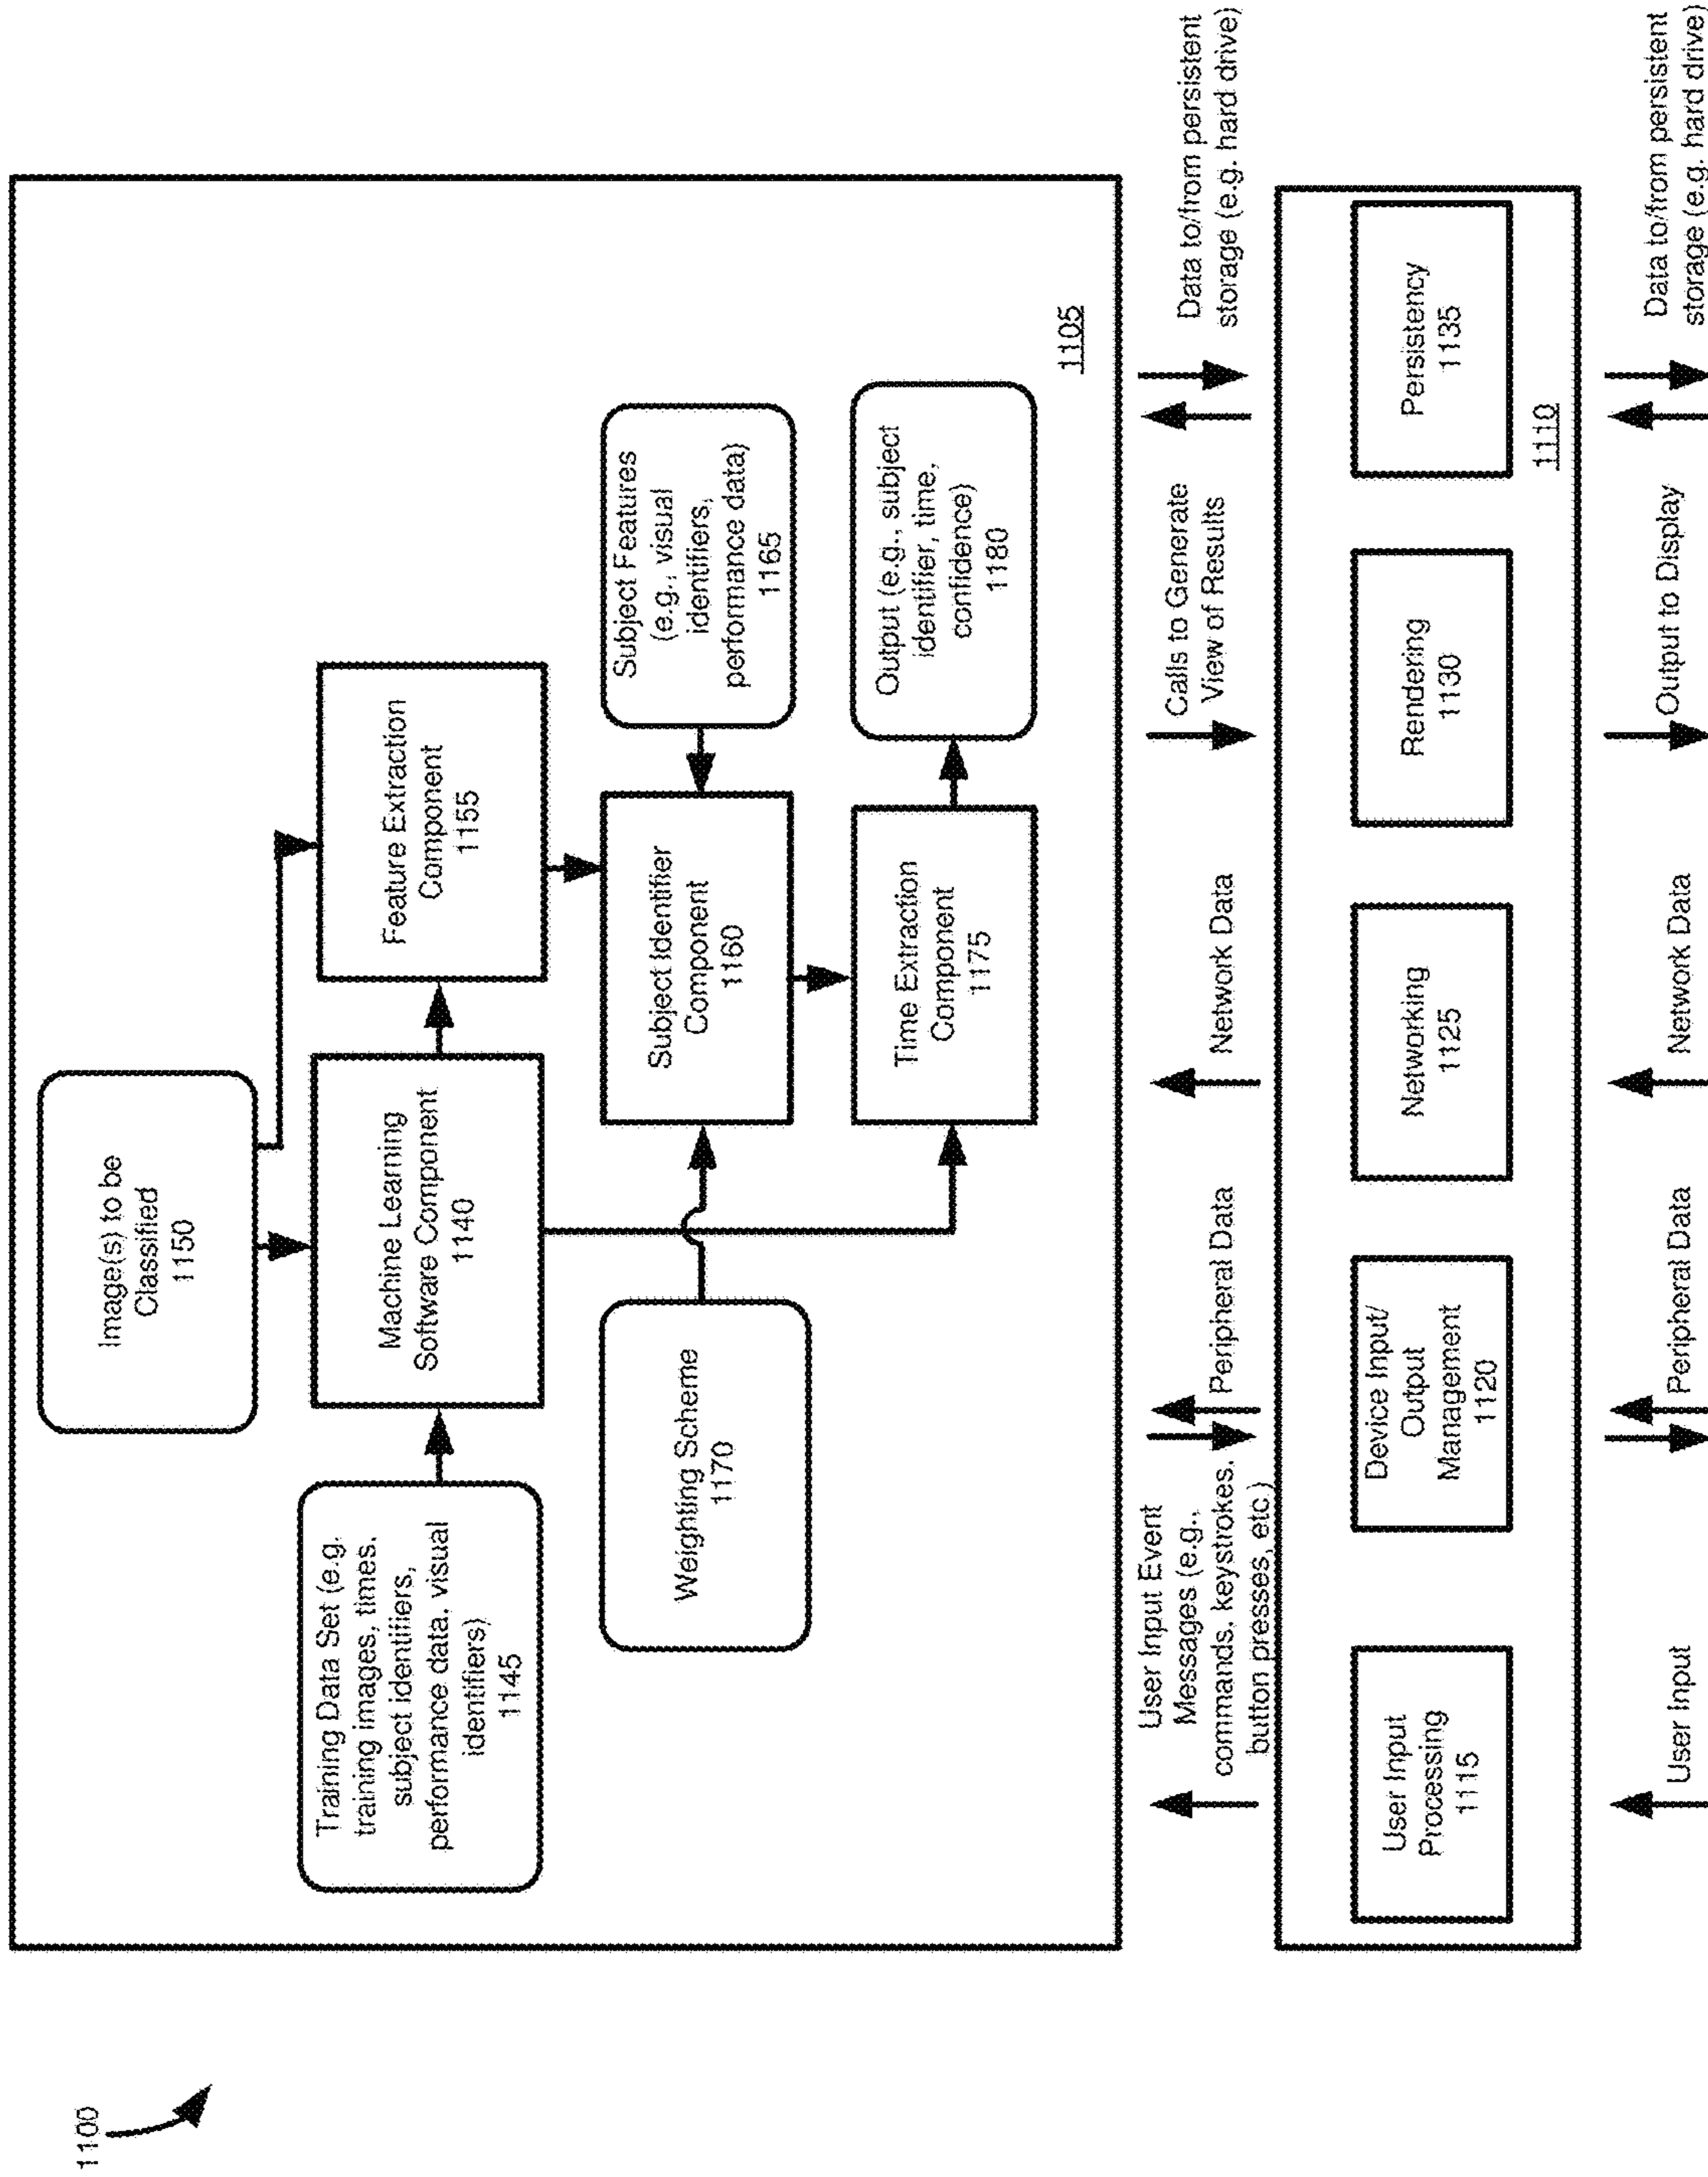 1100
Image(s) to be
Classified
1150
Training Data Set (e.g.
training images, times,
subject identifiers,
performance data, visual
identifiers)
1145
Machine Learning
Software Component
1140
Feature Extraction
Component
1155
Weighting Scheme
1170
Subject Identifier
Component
1160
Subject Features
(e.g., visual
identifiers,
performance data)
1165
Time Extraction
Component
1175
Output (e.g., subject
identifier, time,
confidence)
1180
1105
User Input Event
Messages (e.g.,
commands, keystrokes,
button presses, etc.)
Peripheral Data
Network Data
Calls to Generate
View of Results
Data to/from persistent
storage (e.g. hard drive)
User Input
Processing
1115
Device Input/
Output
Management
1120
Networking
1125
Rendering
1130
Persistency
1135
1110
User Input
Peripheral Data
Network Data
Output to Display
Data to/from persistent
storage (e.g. hard drive)